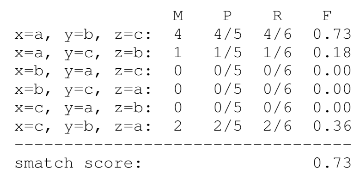 M P R F
x=a, y=b, z=c: 4 4/5 4/6 0.73
x=a, y=c, z=b: 1 1/5 1/6 0.18
x=b, y=a, z=c: 0 0/5 0/6 0.00
x=b, y=c, z=a: 0 0/5 0/6 0.00
x=c, y=a, z=b: 0 0/5 0/6 0.00
x=c, y=b, z=a: 2 2/5 2/6 0.36
----------------------------------
smatch score: 0.73